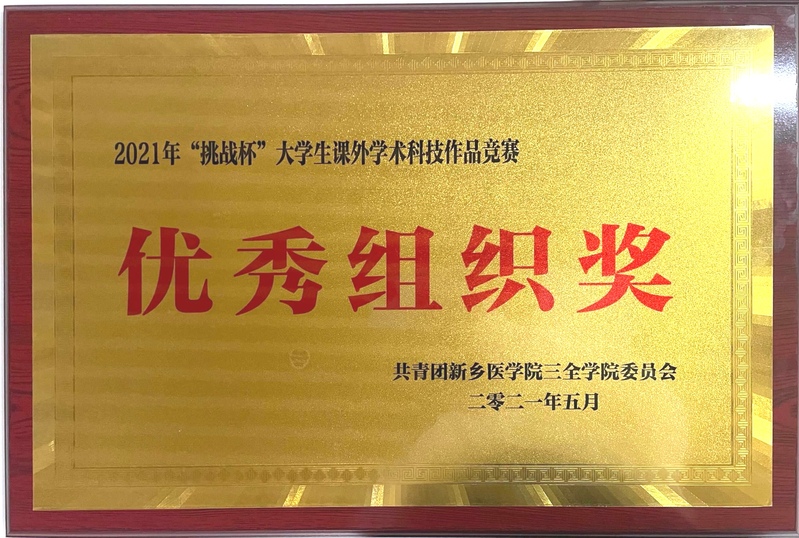 2021年“挑战杯”大学生课外学术科技作品竞赛
优秀组织奖
共青团新乡医学院三全学院委员会
二零二一年五月